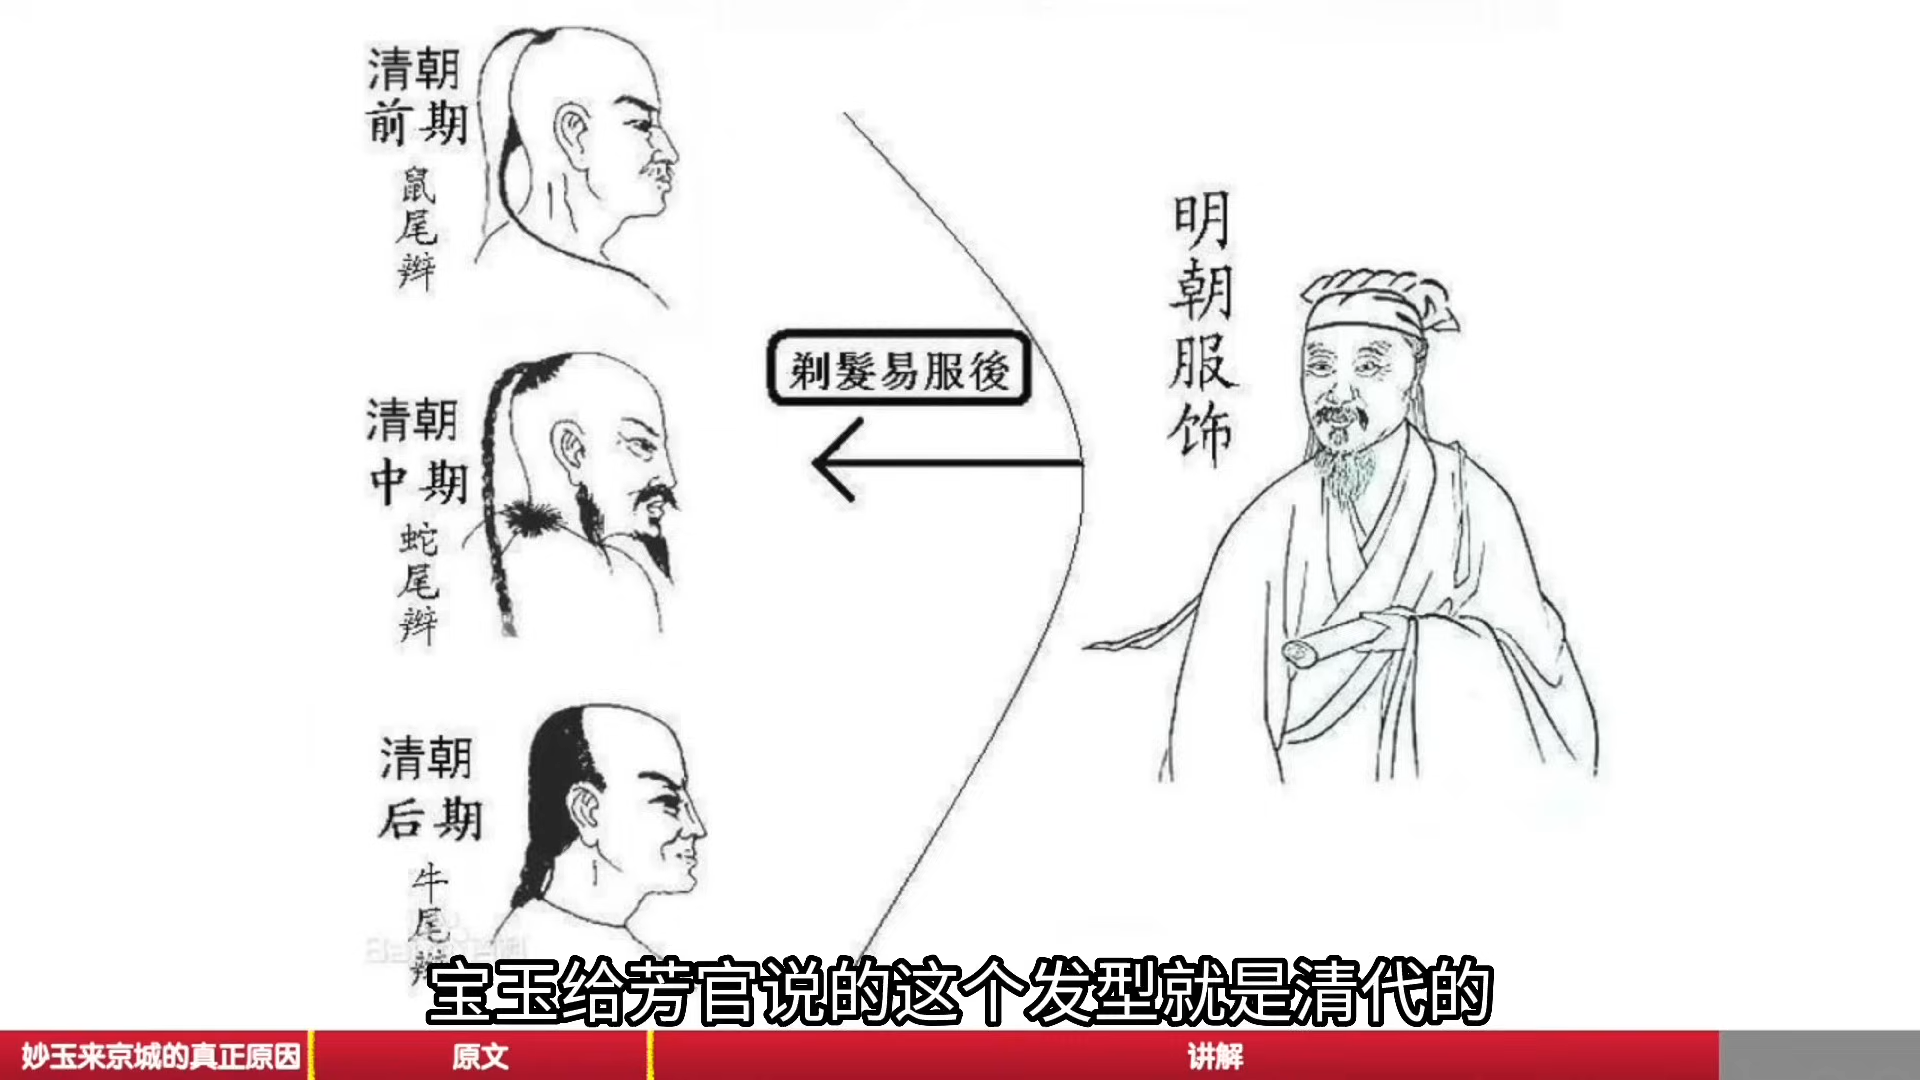 清朝
前期
鼠尾辫
清朝
中期
蛇尾辫
清朝
后期
牛尾辫
剃髮易服後
明朝服饰
宝玉给芳官说的这个发型就是清代的
妙玉来京城的真正原因
原文
讲解